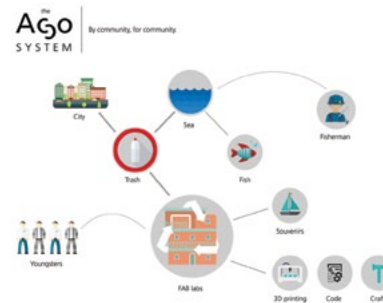 the
AGO
SYSTEM
By community, for community.
City
Sea
Fisherman
Trash
Fish
Souvenirs
Youngsters
FAB labs
3D printing
Code